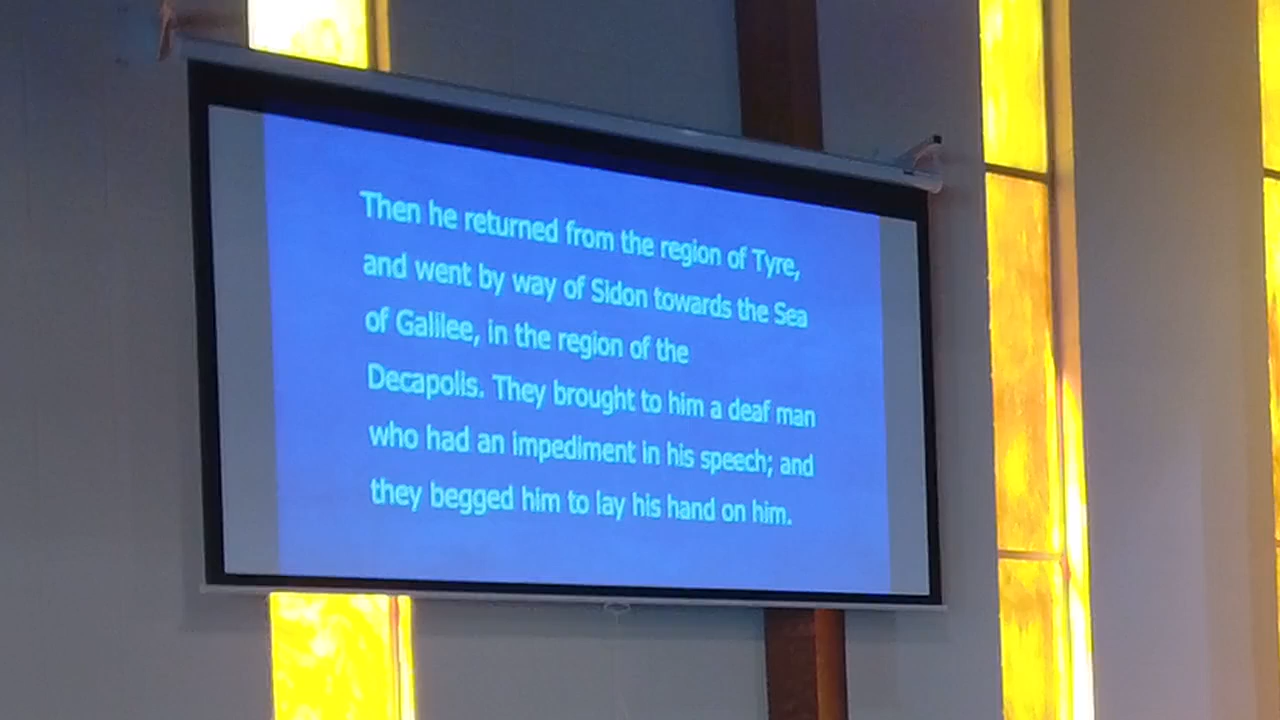 Then he returned from the region of Tyre,
and went by way of Sidon towards the Sea
of Galilee, in the region of the
Decapolis. They brought to him a deaf man
who had an impediment in his speech; and
they begged him to lay his hand on him.